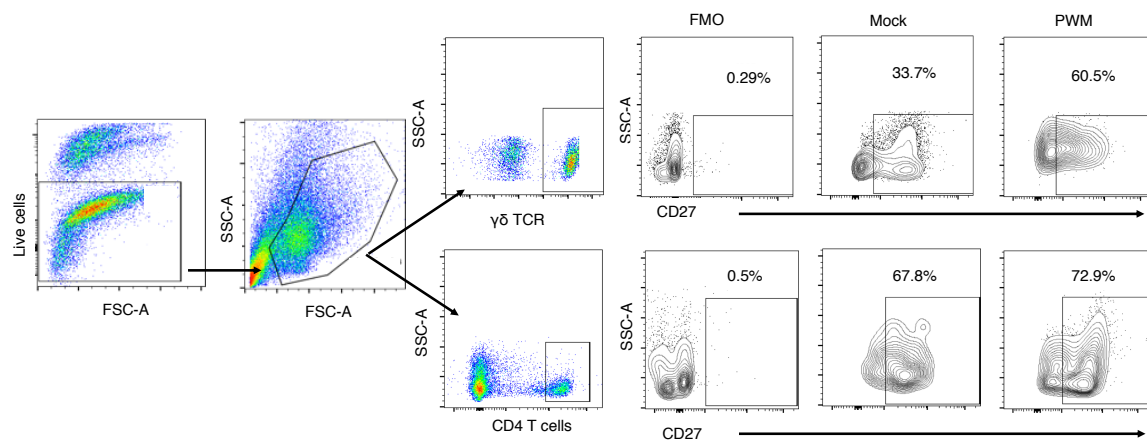 FMO Mock PWM
0.29% 33.7% 60.5%
SSC-A SSC-A
Live cells
SSC-A
γδ TCR
CD27
FSC-A
FSC-A
0.5% 67.8% 72.9%
SSC-A SSC-A
CD4 T cells
CD27